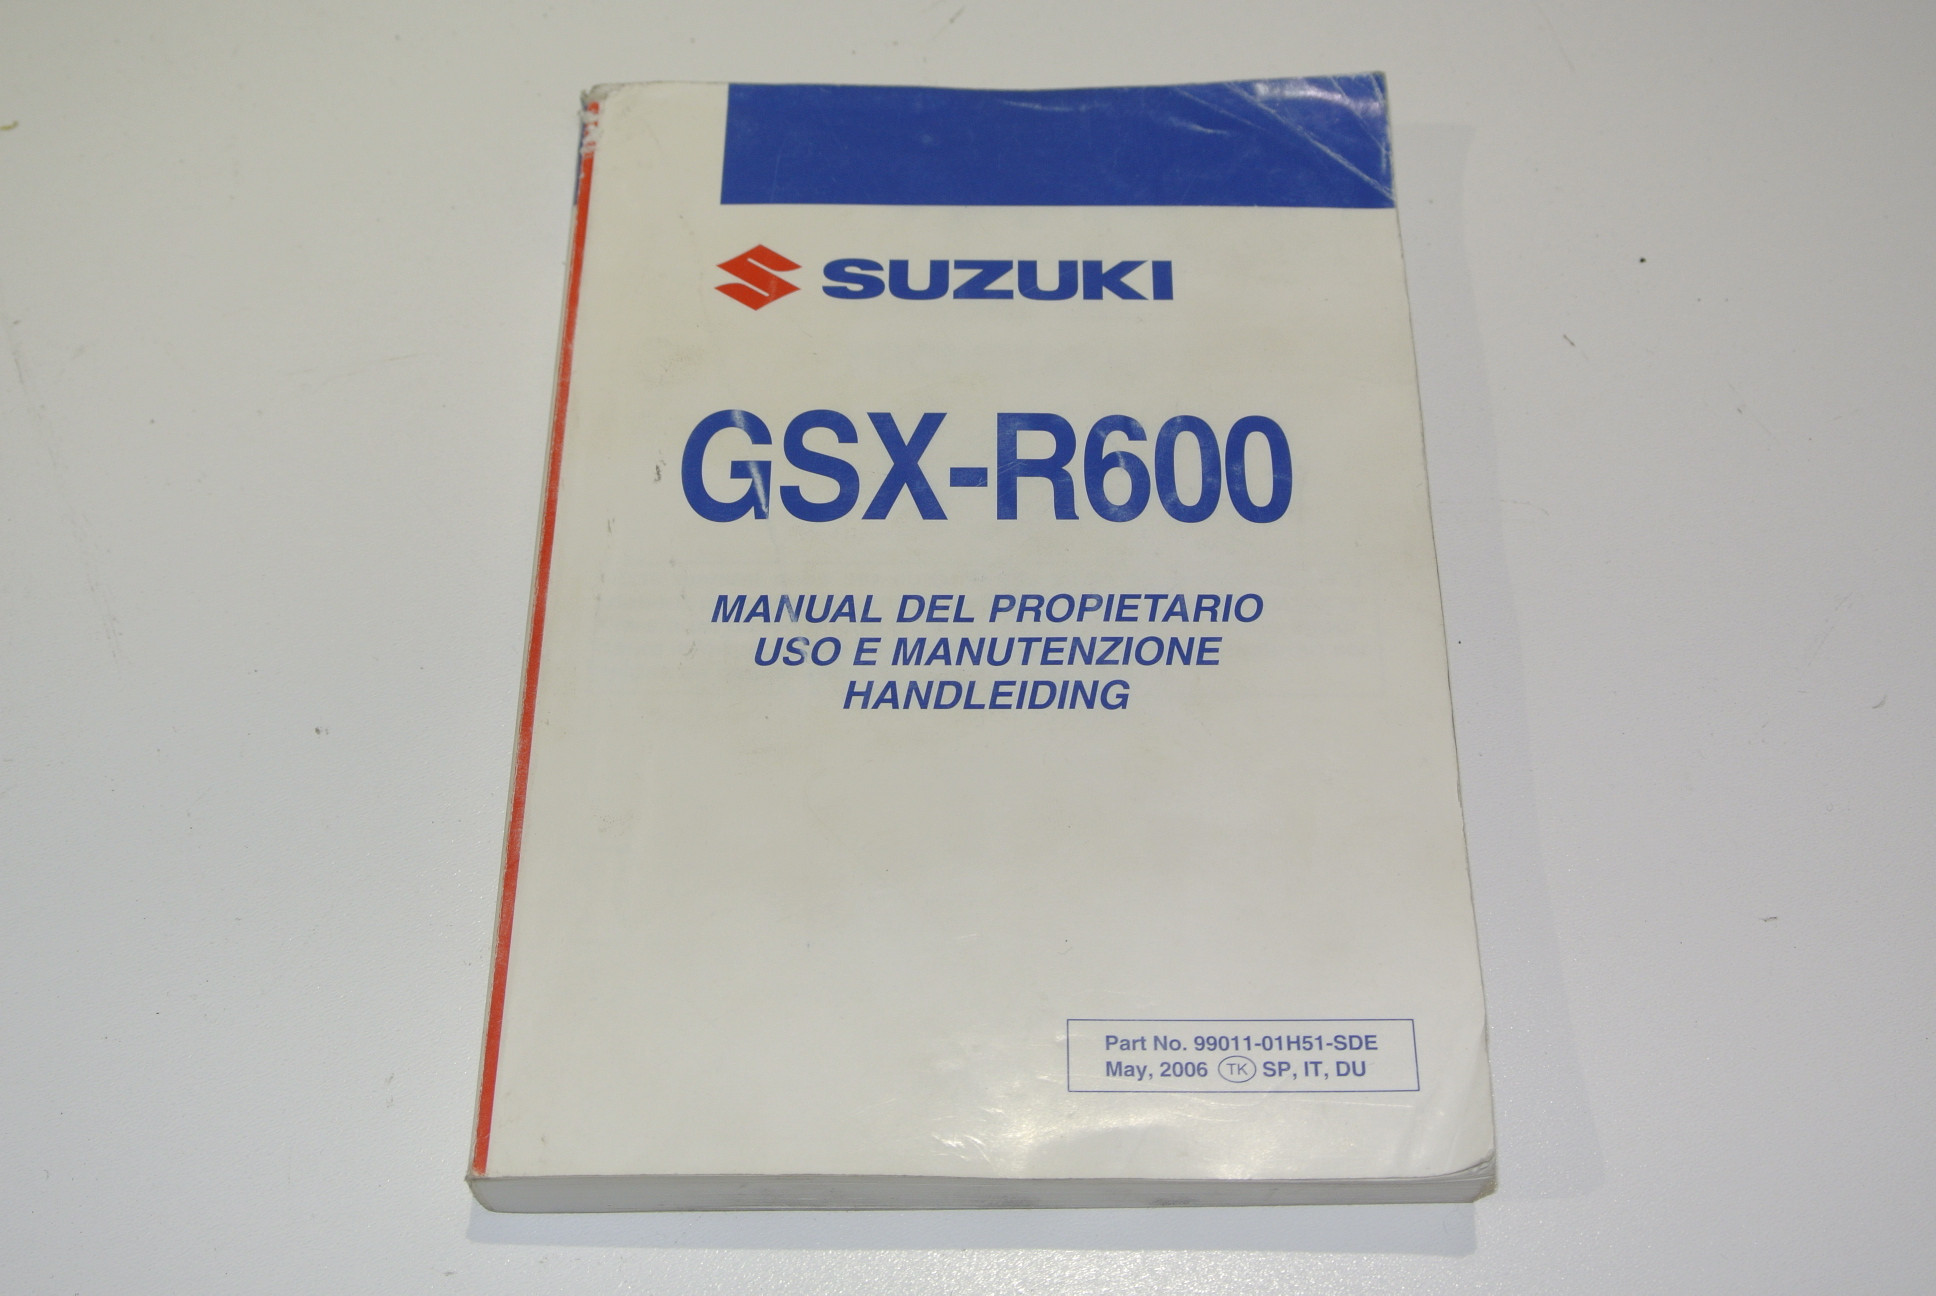 SUZUKI
GSX-R600
MANUAL DEL PROPIETARIO
USO E MANUTENZIONE
HANDLEIDING
Part No. 99011-01H51-SDE
May, 2006 TK SP, IT, DU